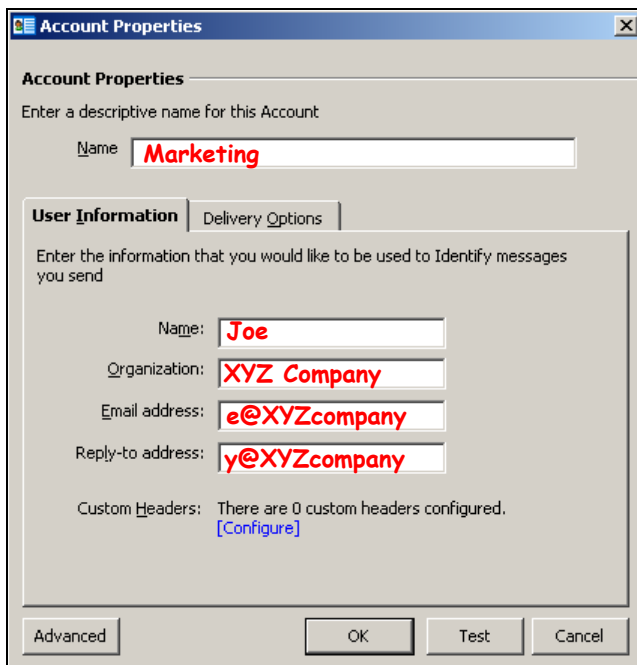 Account Properties
Account Properties
Enter a descriptive name for this Account
Name Marketing
User Information Delivery Options
Enter the information that you would like to be used to Identify messages
you send
Name: Joe
Organization: XYZ Company
Email address: e@XYZcompany
Reply-to address: y@XYZcompany
Custom Headers: There are 0 custom headers configured.
[Configure]
Advanced OK Test Cancel